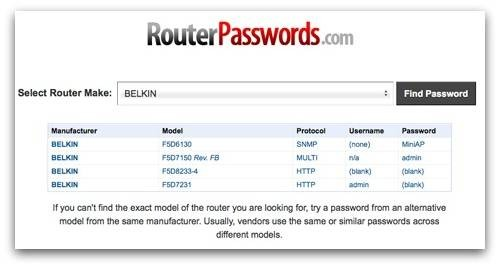 RouterPasswords.com
Select Router Make: BELKIN Find Password
Manufacturer Model Protocol Username Password
BELKIN F5D6130 SNMP (none) MiniAP
BELKIN F5D7150 Rev. FB MULTI n/a admin
BELKIN F5D8233-4 HTTP (blank) (blank)
BELKIN F5D7231 HTTP admin (blank)
If you can't find the exact model of the router you are looking for, try a password from an alternative
model from the same manufacturer. Usually, vendors use the same or similar passwords across
different models.